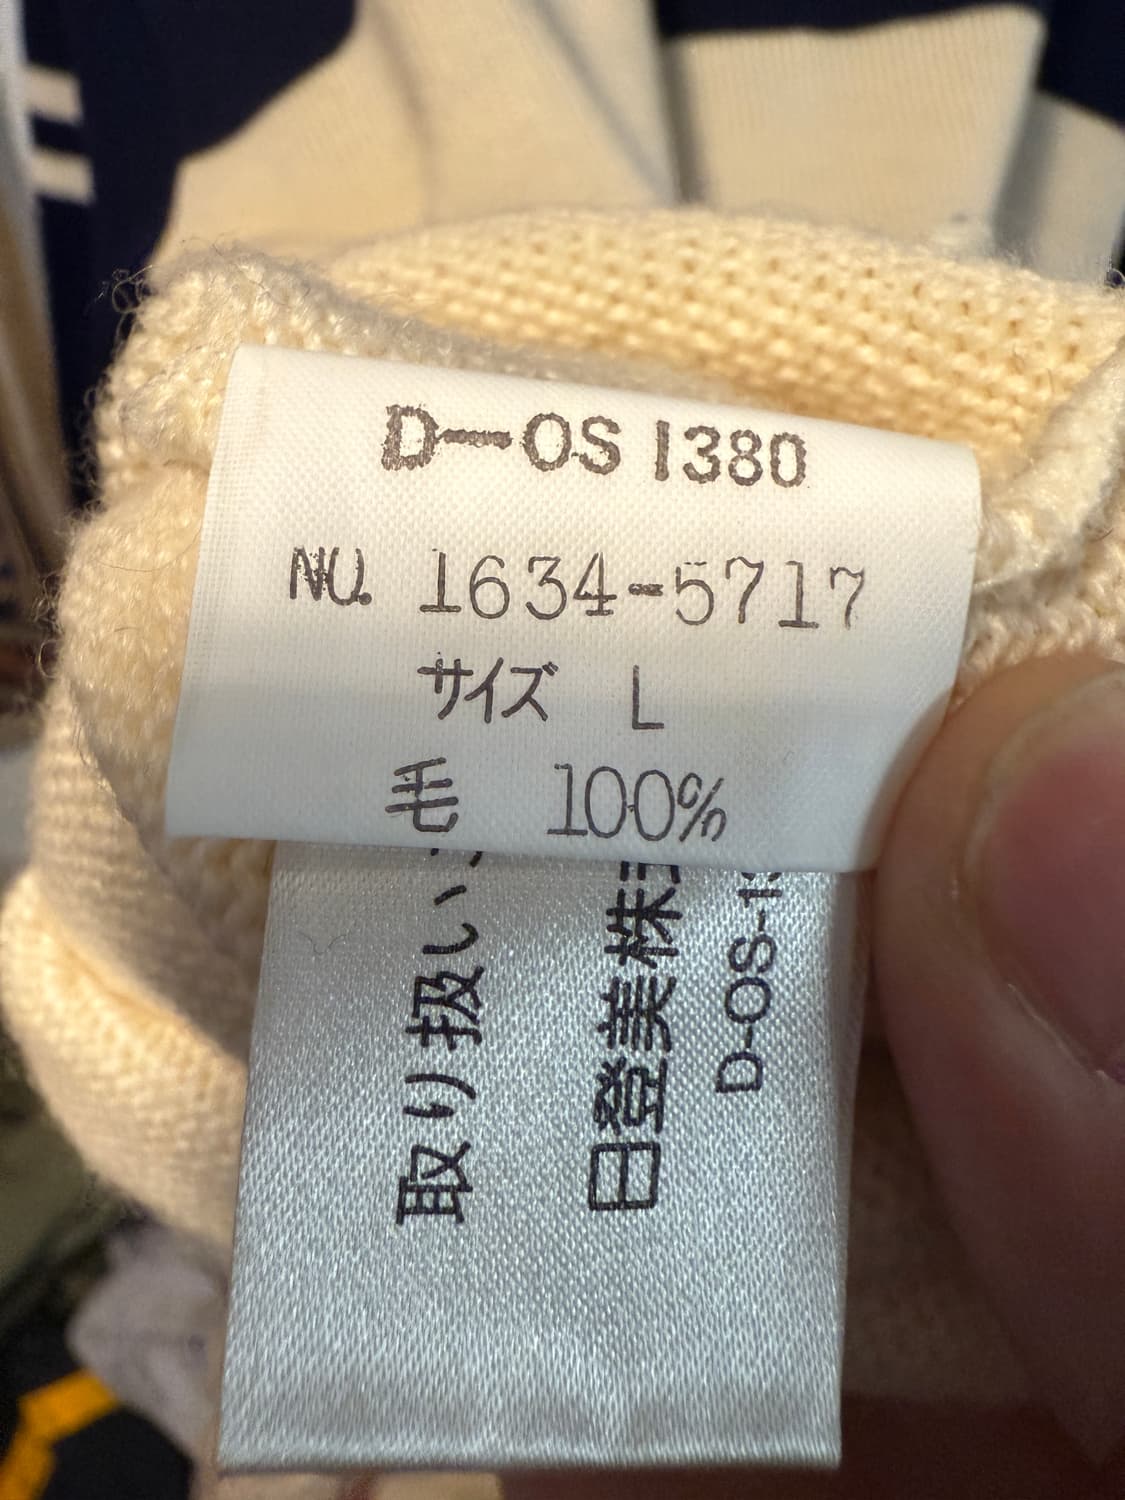 D-OS 1380
NO. 1634-5717
サイズ L
毛 100%
取り扱い
日登美株
D-OS-13